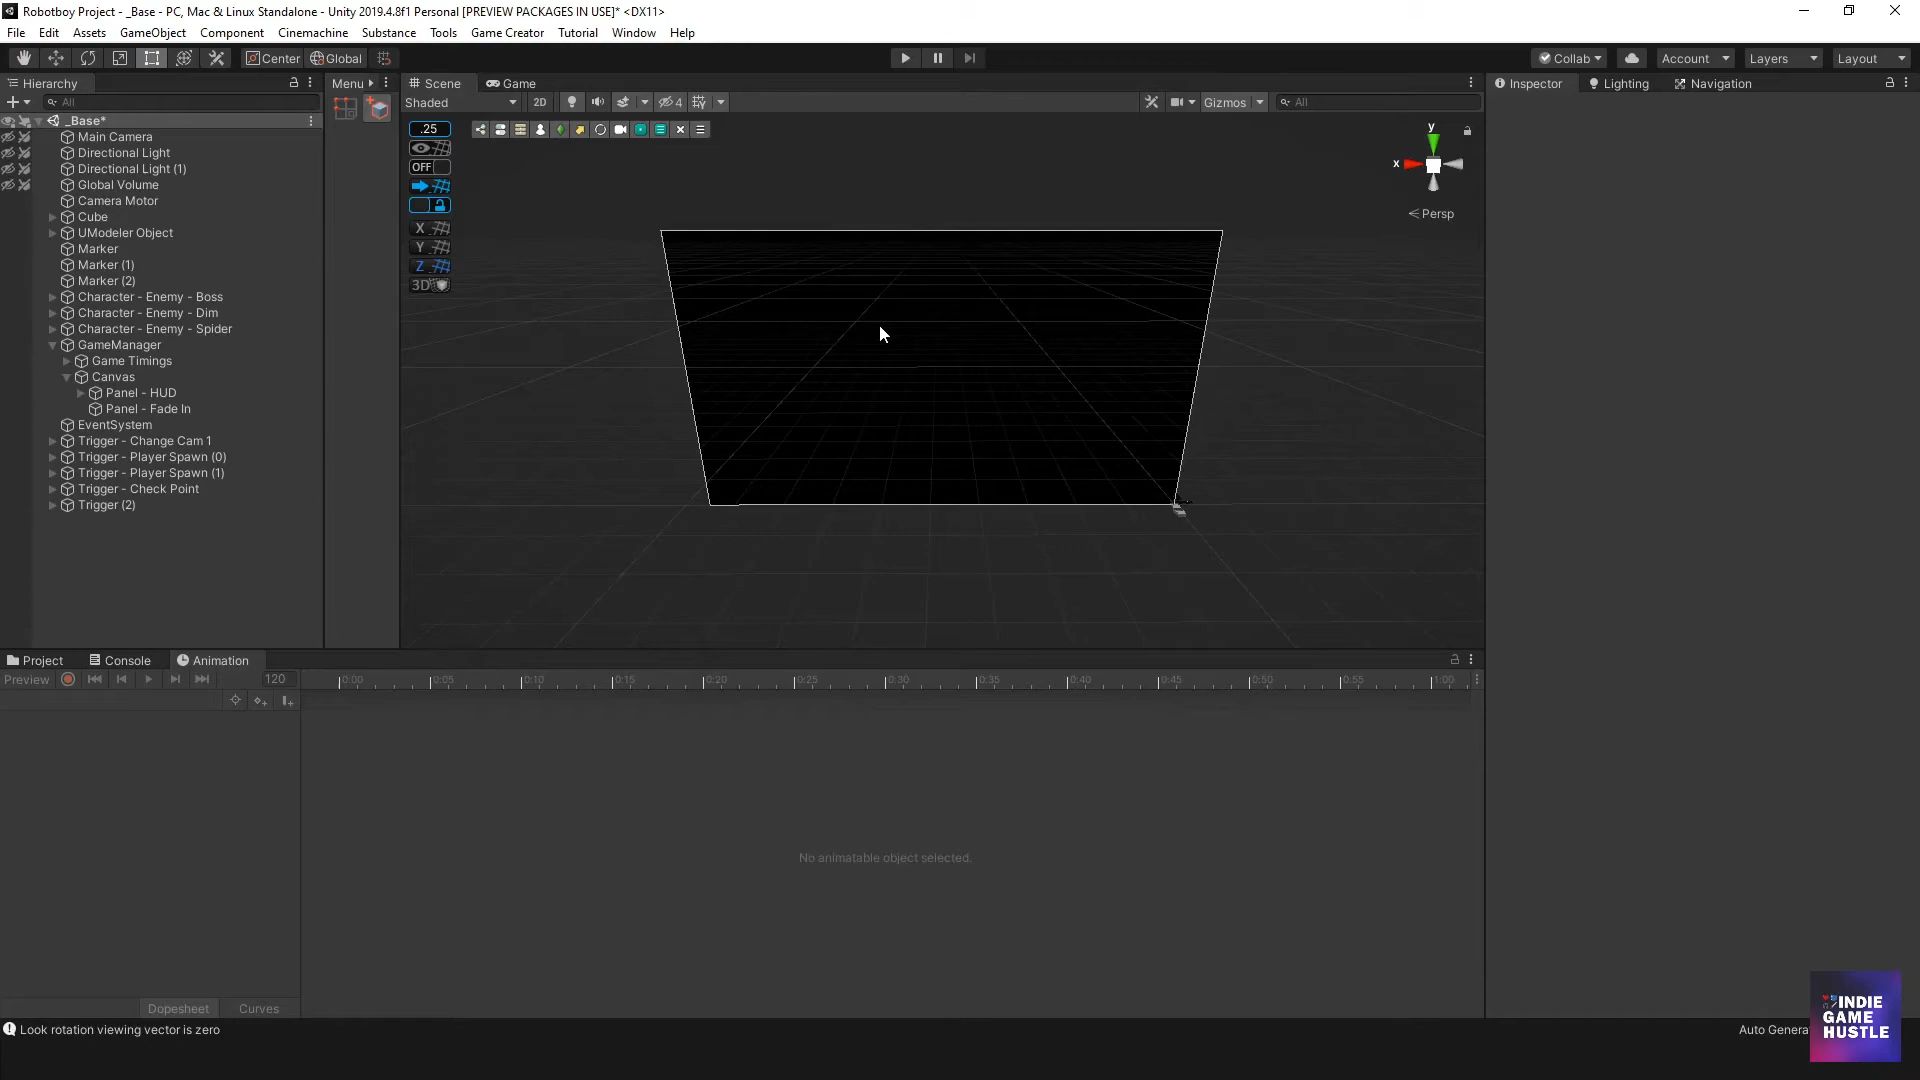 Robotboy Project - _Base - PC, Mac & Linux Standalone - Unity 2019.4.8f1 Personal [PREVIEW PACKAGES IN USE]* <DX11>
File Edit Assets GameObject Component Cinemachine Substance Tools Game Creator Tutorial Window Help
Center Global Collab Account Layers Layout
Hierarchy Menu Scene Game Inspector Lighting Navigation
All Shaded 2D 4 Gizmos All
_Base*
Main Camera
Directional Light
Directional Light (1)
Global Volume
Camera Motor
Cube
UModeler Object
Marker
Marker (1)
Marker (2)
Character - Enemy - Boss
Character - Enemy - Dim
Character - Enemy - Spider
GameManager
Game Timings
Canvas
Panel - HUD
Panel - Fade In
EventSystem
Trigger - Change Cam 1
Trigger - Player Spawn (0)
Trigger - Player Spawn (1)
Trigger - Check Point
Trigger (2)
.25
OFF
X
Y
Z
3D
y
x
Persp
Project Console Animation
Preview 120 0:00 0:05 0:10 0:15 0:20 0:25 0:30 0:35 0:40 0:45 0:50 0:55 1:00
No animatable object selected.
Dopesheet Curves
Look rotation viewing vector is zero
Auto Genera
INDIE
GAME
HUSTLE